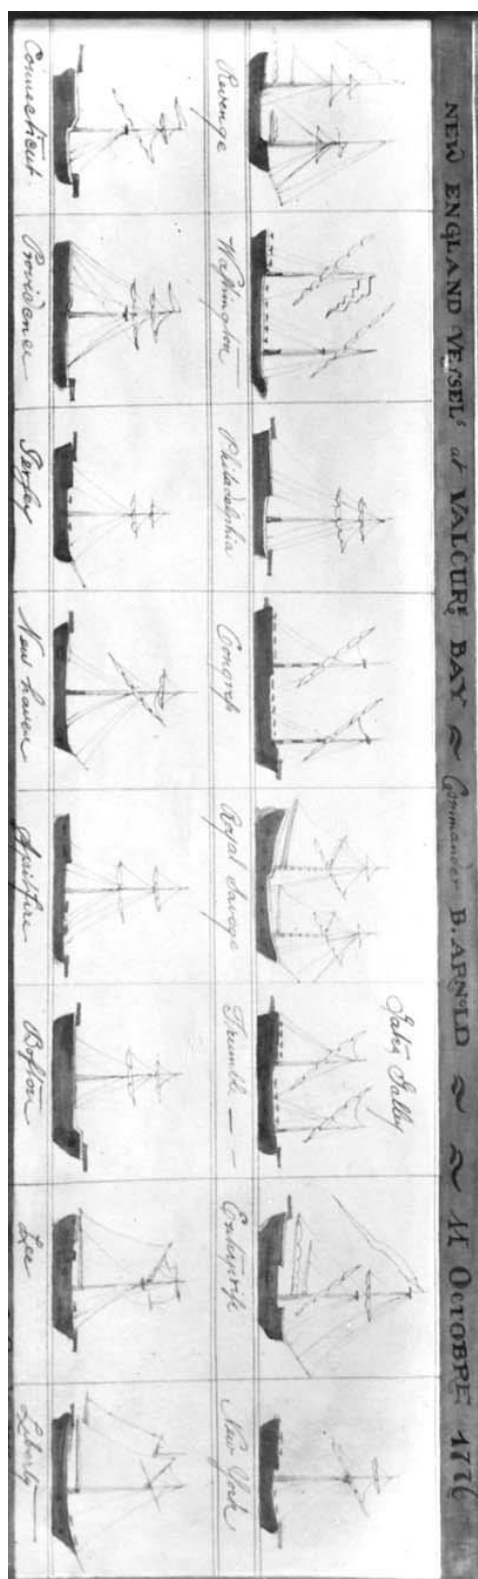 NEW ENGLAND VEſSELs at VALCURE BAY ~ Commander B. ARNOLD ~ ~ 11 OCTOBRE 1776
Gates Galley
Revenge
Waſhington
Philadelphia
Congreſs
Royal Savage
Trumble — -
Enterpriſe
New York
Connecticut.
Providence
Jerſey
New haven
Spitfire
Boſton
Lee
Liberty